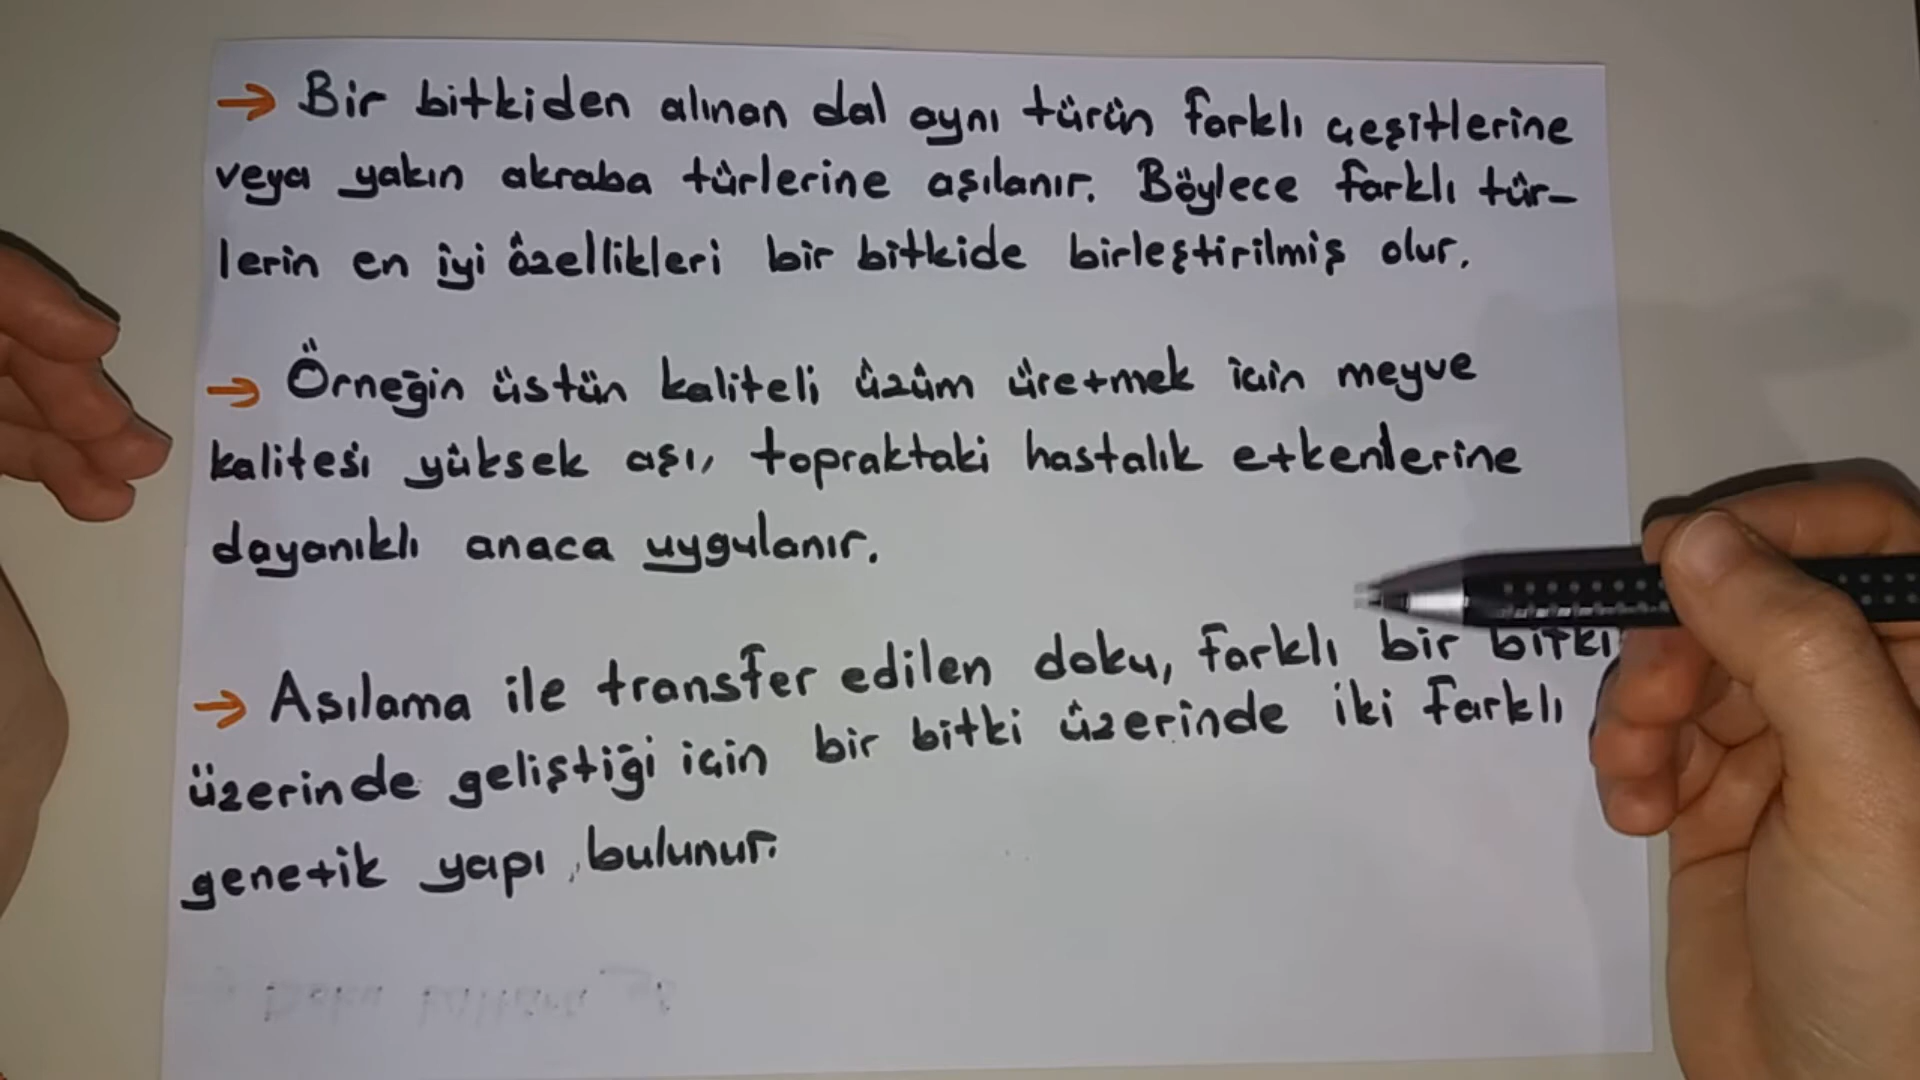 → Bir bitkiden alınan dal aynı türün farklı çeşitlerine
veya yakın akraba türlerine aşılanır. Böylece farklı tür-
lerin en iyi özellikleri bir bitkide birleştirilmiş olur.
→ Örneğin üstün kaliteli üzüm üretmek için meyve
kalitesi yüksek aşı, topraktaki hastalık etkenlerine
dayanıklı anaca uygulanır.
→ Aşılama ile transfer edilen doku, farklı bir bitki
üzerinde geliştiği için bir bitki üzerinde iki farklı
genetik yapı bulunur.